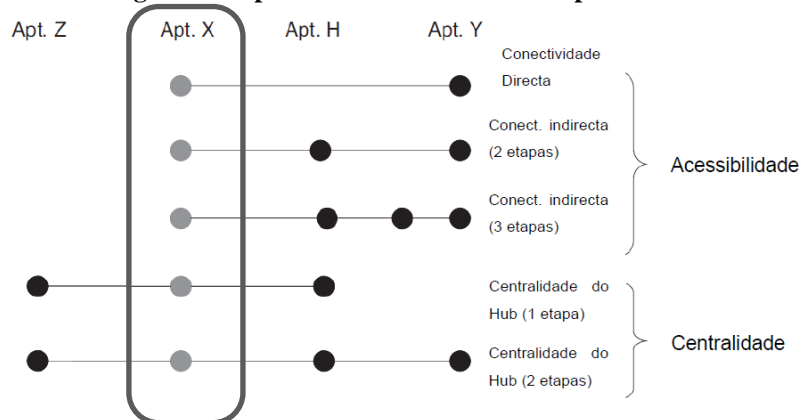 Apt. Z Apt. X Apt. H Apt. Y
Conectividade
Directa
Conect. indirecta
(2 etapas)
Acessibilidade
Conect. indirecta
(3 etapas)
Centralidade do
Hub (1 etapa)
Centralidade
Centralidade do
Hub (2 etapas)